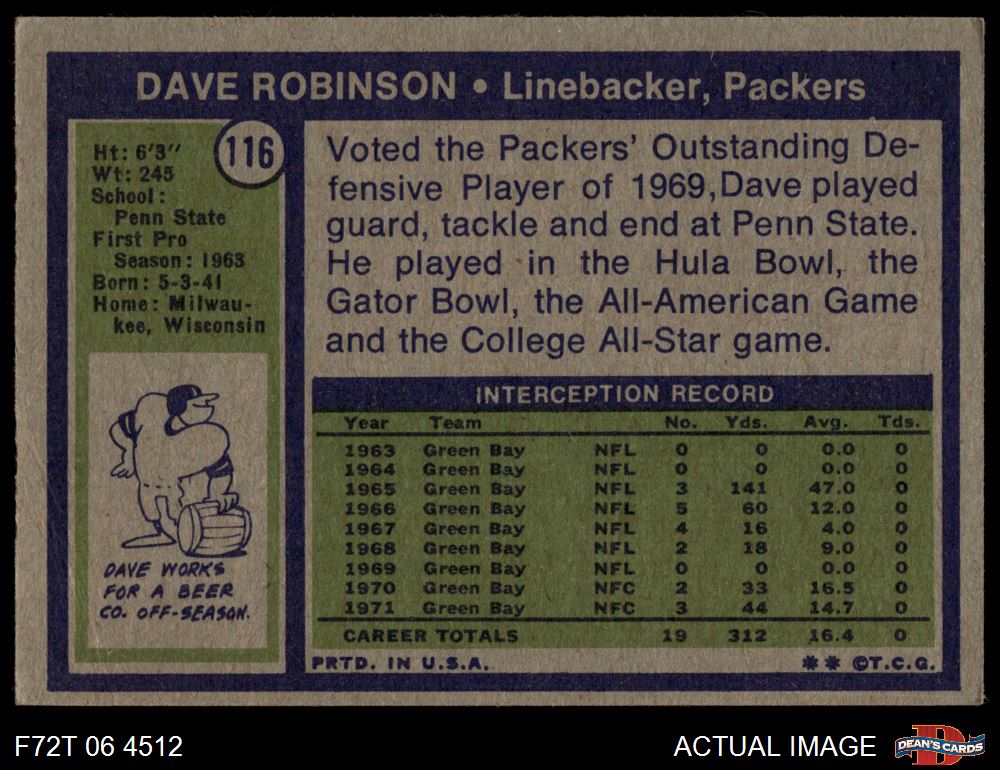 DAVE ROBINSON • Linebacker, Packers
116
Ht: 6'3"
Wt: 245
School:
Penn State
First Pro
Season: 1963
Born: 5-3-41
Home: Milwau-
kee, Wisconsin
DAVE WORKS
FOR A BEER
CO. OFF-SEASON.
Voted the Packers' Outstanding De-
fensive Player of 1969, Dave played
guard, tackle and end at Penn State.
He played in the Hula Bowl, the
Gator Bowl, the All-American Game
and the College All-Star game.
INTERCEPTION RECORD
Year Team No. Yds. Avg. Tds.
1963 Green Bay NFL 0 0 0.0 0
1964 Green Bay NFL 0 0 0.0 0
1965 Green Bay NFL 3 141 47.0 0
1966 Green Bay NFL 5 60 12.0 0
1967 Green Bay NFL 4 16 4.0 0
1968 Green Bay NFL 2 18 9.0 0
1969 Green Bay NFL 0 0 0.0 0
1970 Green Bay NFC 2 33 16.5 0
1971 Green Bay NFC 3 44 14.7 0
CAREER TOTALS 19 312 16.4 0
PRTD. IN U.S.A. ** ©T.C.G.
F72T 06 4512
ACTUAL IMAGE
D
DEAN'S CARDS